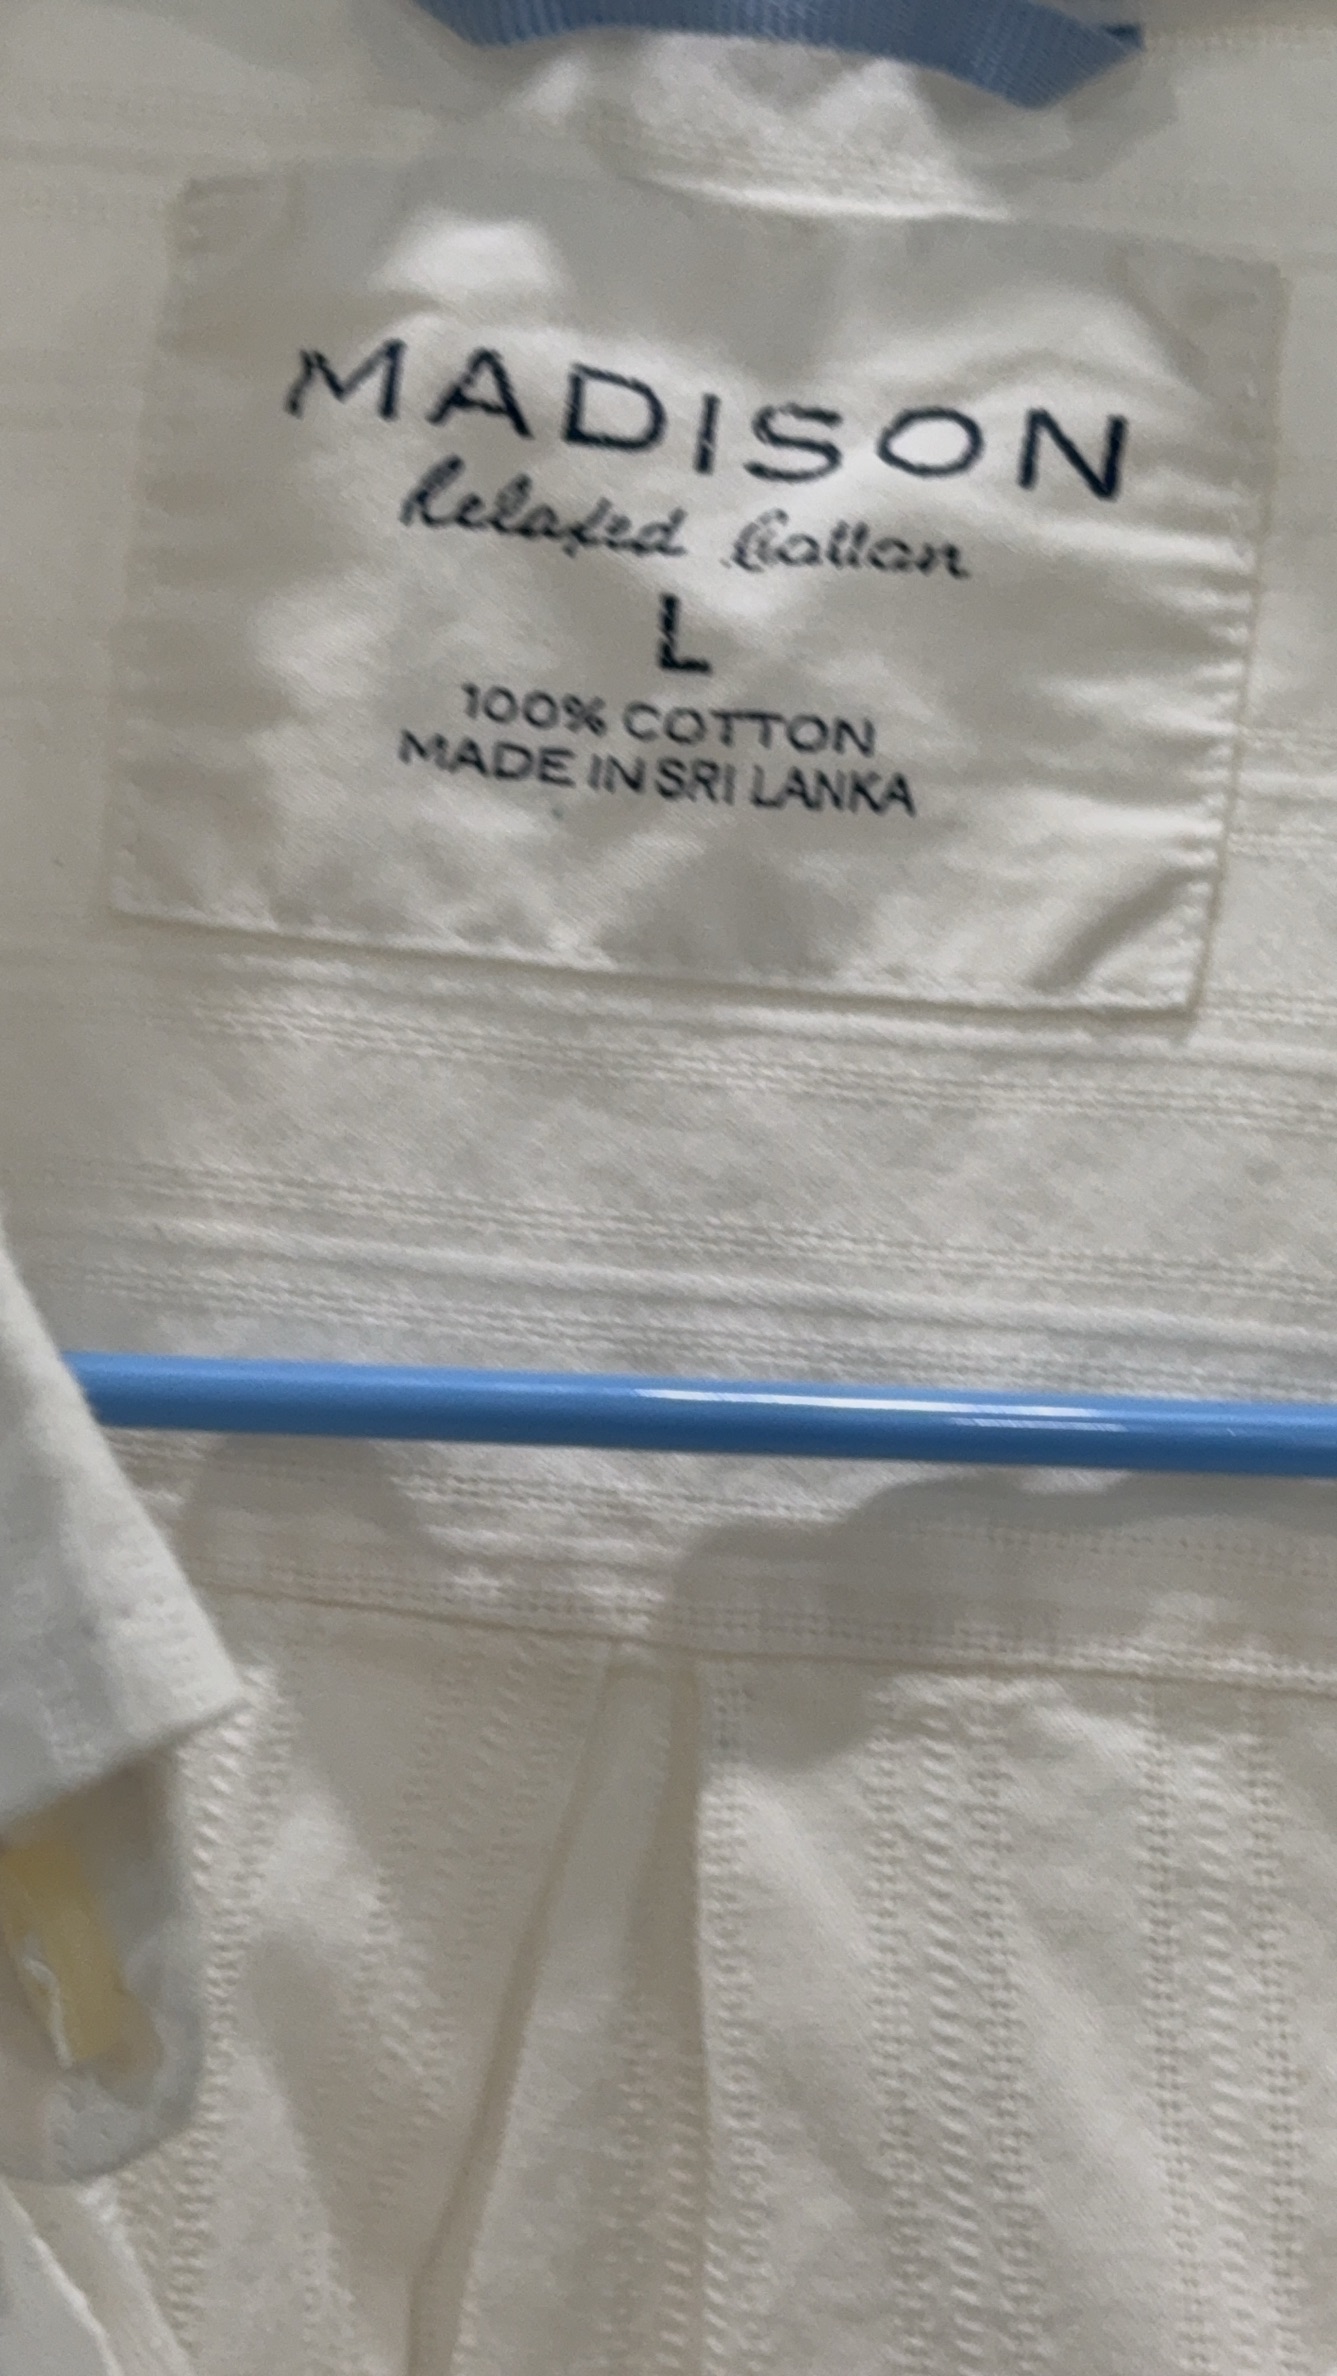 MADISON
Relaxed Cotton
L
100% COTTON
MADE IN SRI LANKA